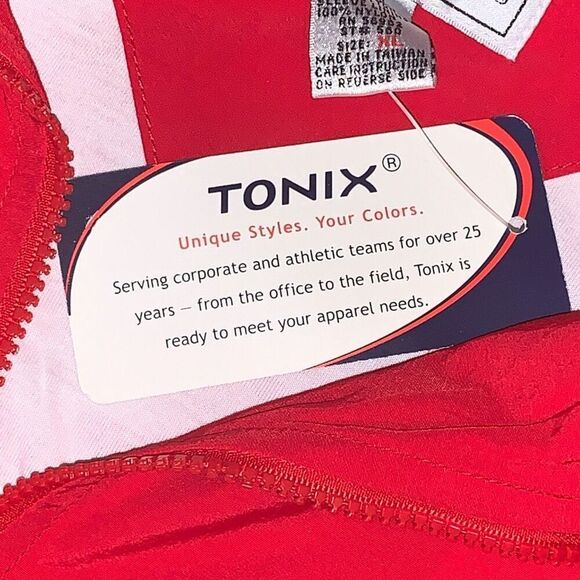 100% NYLON
SIZE: XL
MADE IN TAIWAN
CARE INSTRUCTION
ON REVERSE SIDE
TONIX®
Unique Styles. Your Colors.
Serving corporate and athletic teams for over 25
years — from the office to the field, Tonix is
ready to meet your apparel needs.